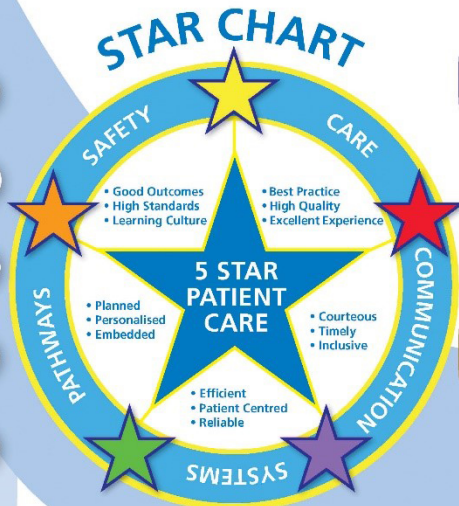 STAR CHART
SAFETY
CARE
• Good Outcomes
• High Standards
• Learning Culture
• Best Practice
• High Quality
• Excellent Experience
5 STAR
PATIENT
CARE
• Planned
• Personalised
• Embedded
• Courteous
• Timely
• Inclusive
PATHWAYS
COMMUNICATION
• Efficient
• Patient Centred
• Reliable
SYSTEMS